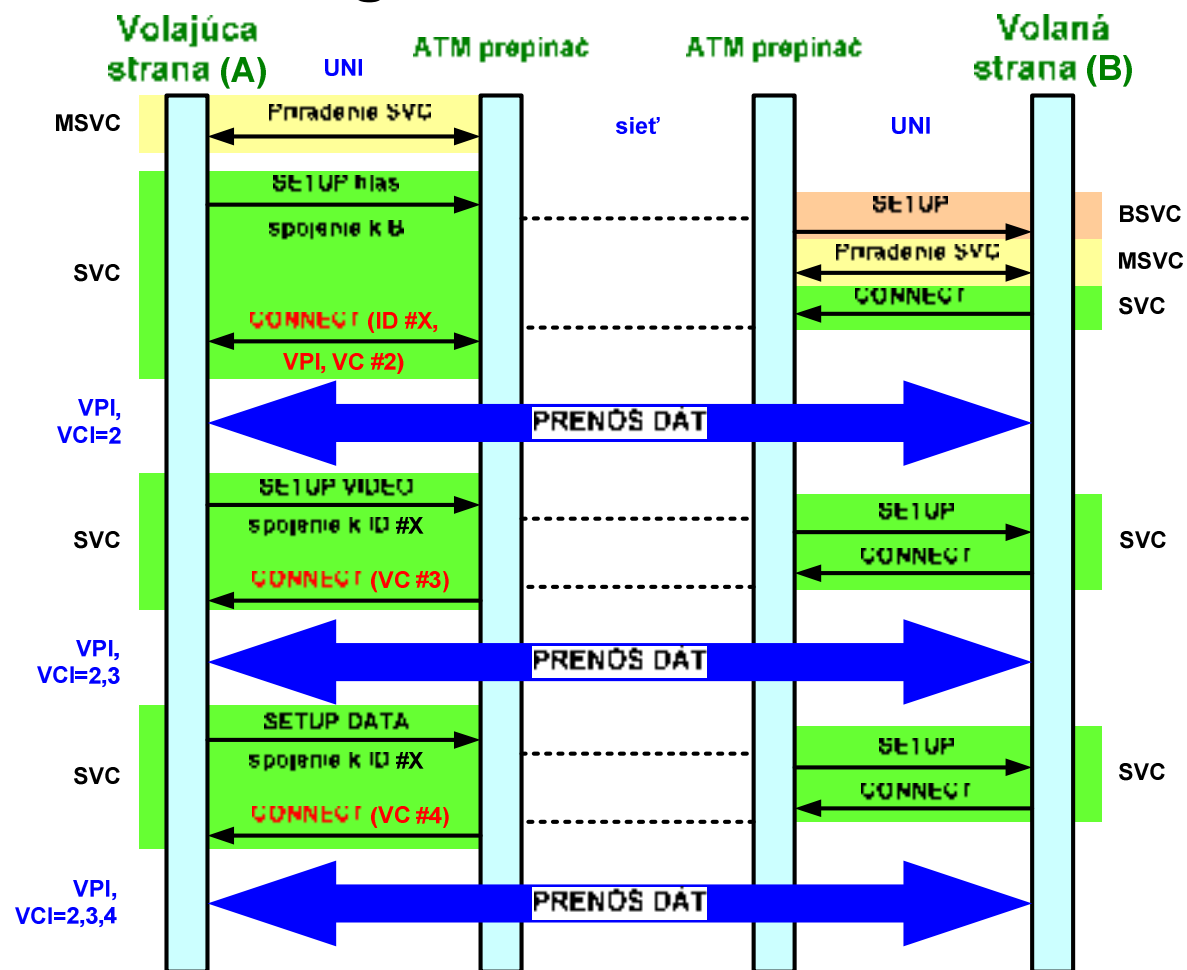 Volajúca
strana (A)
UNI
ATM prepínáč
ATM prepínáč
Volaná
strana (B)
MSVC
Priradenie SVC
sieť
UNI
SETUP hlas
spojenie k B
SVC
CONNECT (ID #X,
VPI, VC #2)
SETUP
BSVC
Priradenie SVC
MSVC
CONNECT
SVC
VPI,
VCI=2
PRENOS DÁT
SETUP VIDEO
spojenie k ID #X
SVC
CONNECT (VC #3)
SETUP
CONNECT
SVC
VPI,
VCI=2,3
PRENOS DÁT
SETUP DATA
spojenie k ID #X
SVC
CONNECT (VC #4)
SETUP
CONNECT
SVC
VPI,
VCI=2,3,4
PRENOS DÁT